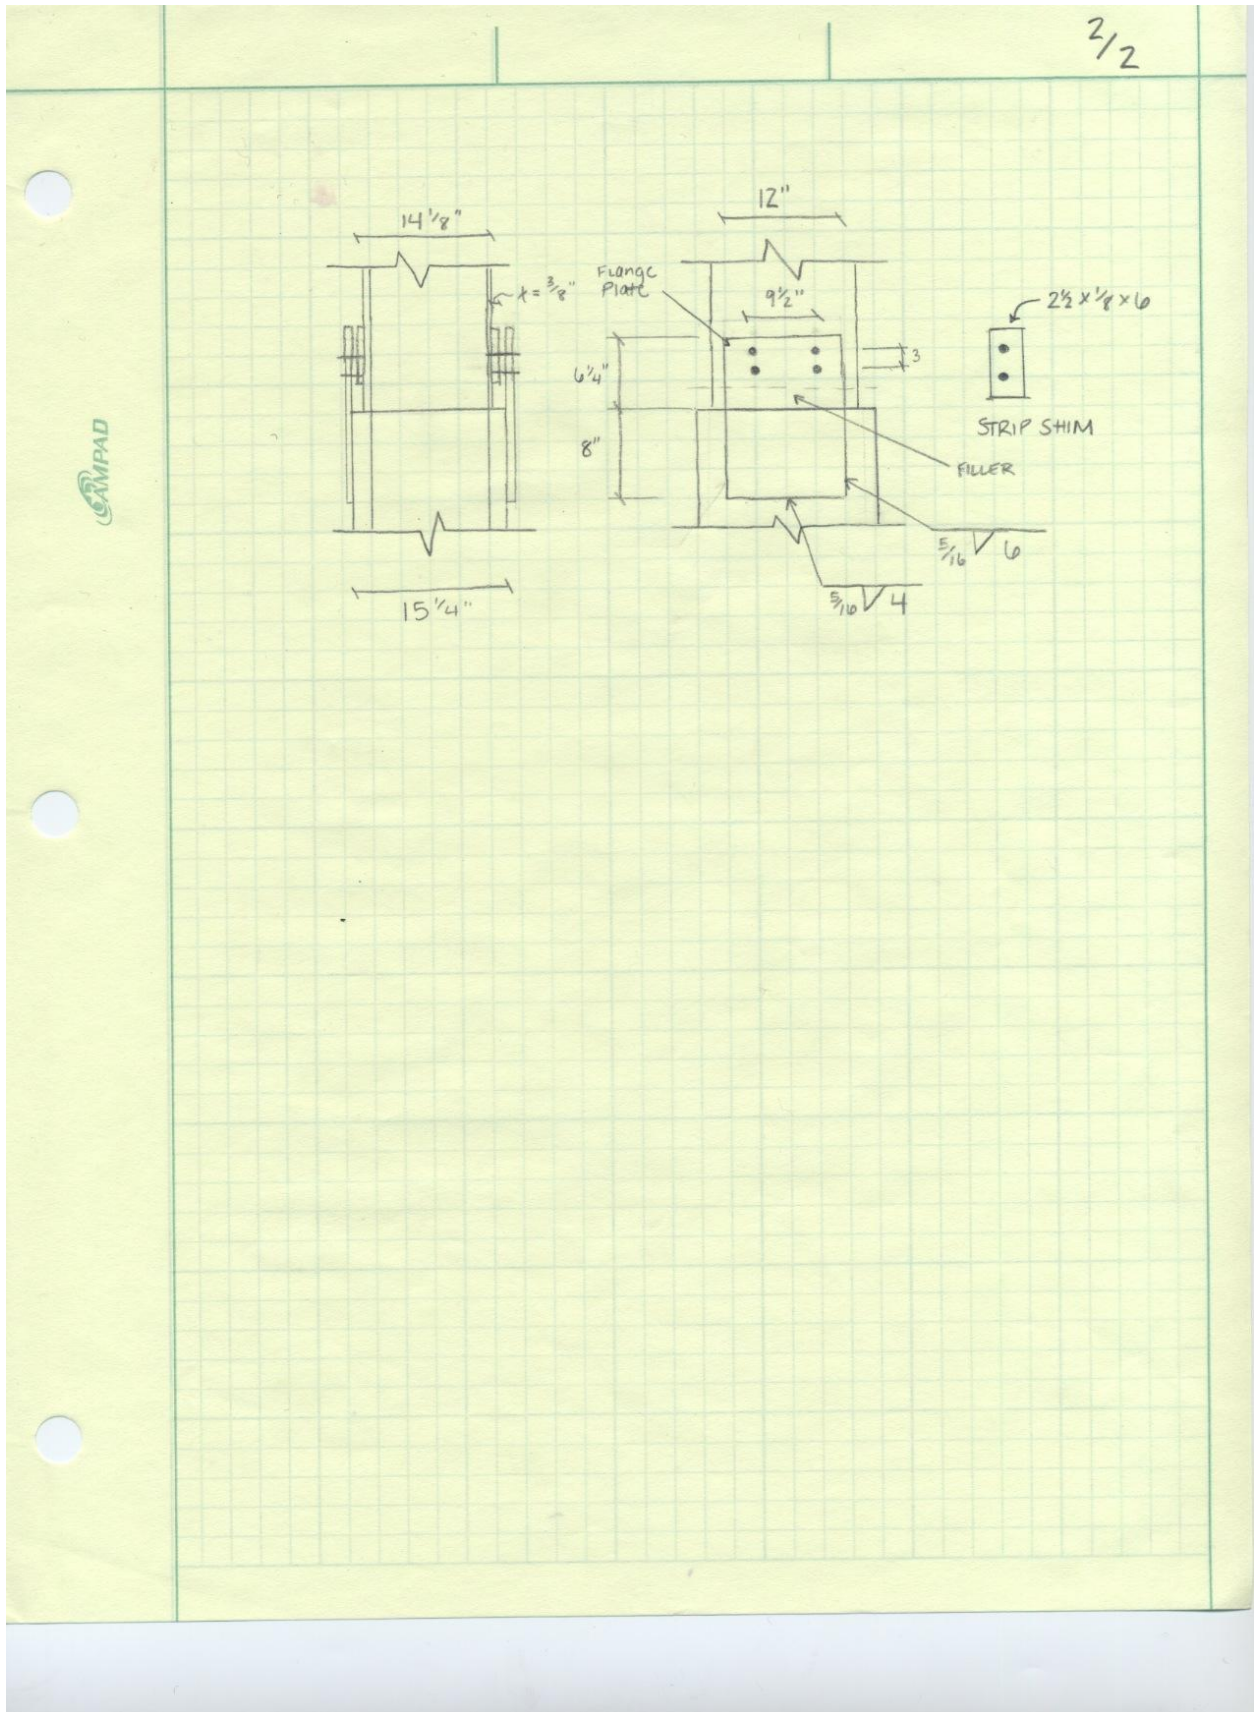 2/2
14 1/8"
12"
Flange
Plate
t = 3/8"
9 1/2"
2 1/2 x 1/8 x 6
3
6 1/4"
STRIP SHIM
8"
FILLER
5/16 6
5/16 4
15 1/4"
CAMPAD